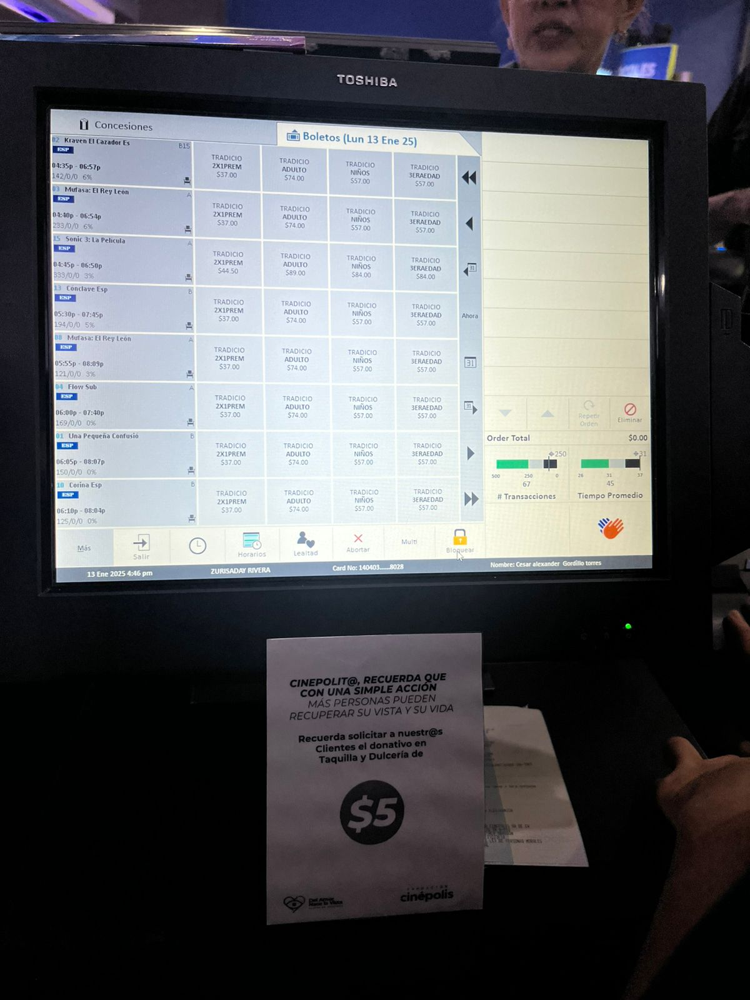 TOSHIBA
Concesiones
Boletos (Lun 13 Ene 25)
02 Kraven El Cazador Es B15
ESP
04:35p - 06:57p
142/0/0 6%
TRADICIO 2X1PREM $37.00
TRADICIO ADULTO $74.00
TRADICIO NIÑOS $57.00
TRADICIO 3ERAEDAD $57.00
03 Mufasa: El Rey León A
ESP
04:40p - 06:54p
233/0/0 6%
TRADICIO 2X1PREM $37.00
TRADICIO ADULTO $74.00
TRADICIO NIÑOS $57.00
TRADICIO 3ERAEDAD $57.00
15 Sonic 3: La Pelicula A
ESP
04:45p - 06:50p
333/0/0 3%
TRADICIO 2X1PREM $44.50
TRADICIO ADULTO $89.00
TRADICIO NIÑOS $84.00
TRADICIO 3ERAEDAD $84.00
13 Cónclave Esp B
ESP
05:30p - 07:45p
194/0/0 5%
TRADICIO 2X1PREM $37.00
TRADICIO ADULTO $74.00
TRADICIO NIÑOS $57.00
TRADICIO 3ERAEDAD $57.00
08 Mufasa: El Rey León A
ESP
05:55p - 08:09p
121/0/0 3%
TRADICIO 2X1PREM $37.00
TRADICIO ADULTO $74.00
TRADICIO NIÑOS $57.00
TRADICIO 3ERAEDAD $57.00
04 Flow Sub A
ESP
06:00p - 07:40p
169/0/0 0%
TRADICIO 2X1PREM $37.00
TRADICIO ADULTO $74.00
TRADICIO NIÑOS $57.00
TRADICIO 3ERAEDAD $57.00
01 Una Pequeña Confusió B
ESP
06:05p - 08:07p
150/0/0 0%
TRADICIO 2X1PREM $37.00
TRADICIO ADULTO $74.00
TRADICIO NIÑOS $57.00
TRADICIO 3ERAEDAD $57.00
10 Corina Esp B
ESP
06:10p - 08:04p
125/0/0 0%
TRADICIO 2X1PREM $37.00
TRADICIO ADULTO $74.00
TRADICIO NIÑOS $57.00
TRADICIO 3ERAEDAD $57.00
31
Ahora
31
31
Repetir Orden
Eliminar
Order Total $0.00
250
500 250 0
67
# Transacciones
31
26 31 37
45
Tiempo Promedio
Más
Salir
Horarios
Lealtad
Abortar
Multi
Bloquear
13 Ene 2025 4:46 pm
ZURISADAY RIVERA
Card No: 140403.....8028
Nombre: Cesar alexander Gordillo torres
CINEPOLIT@, RECUERDA QUE
CON UNA SIMPLE ACCIÓN
MÁS PERSONAS PUEDEN
RECUPERAR SU VISTA Y SU VIDA
Recuerda solicitar a nuestr@s
Clientes el donativo en
Taquilla y Dulcería de
$5
Del Amor
Nace la Vista
FUNDACIÓN
cinépolis